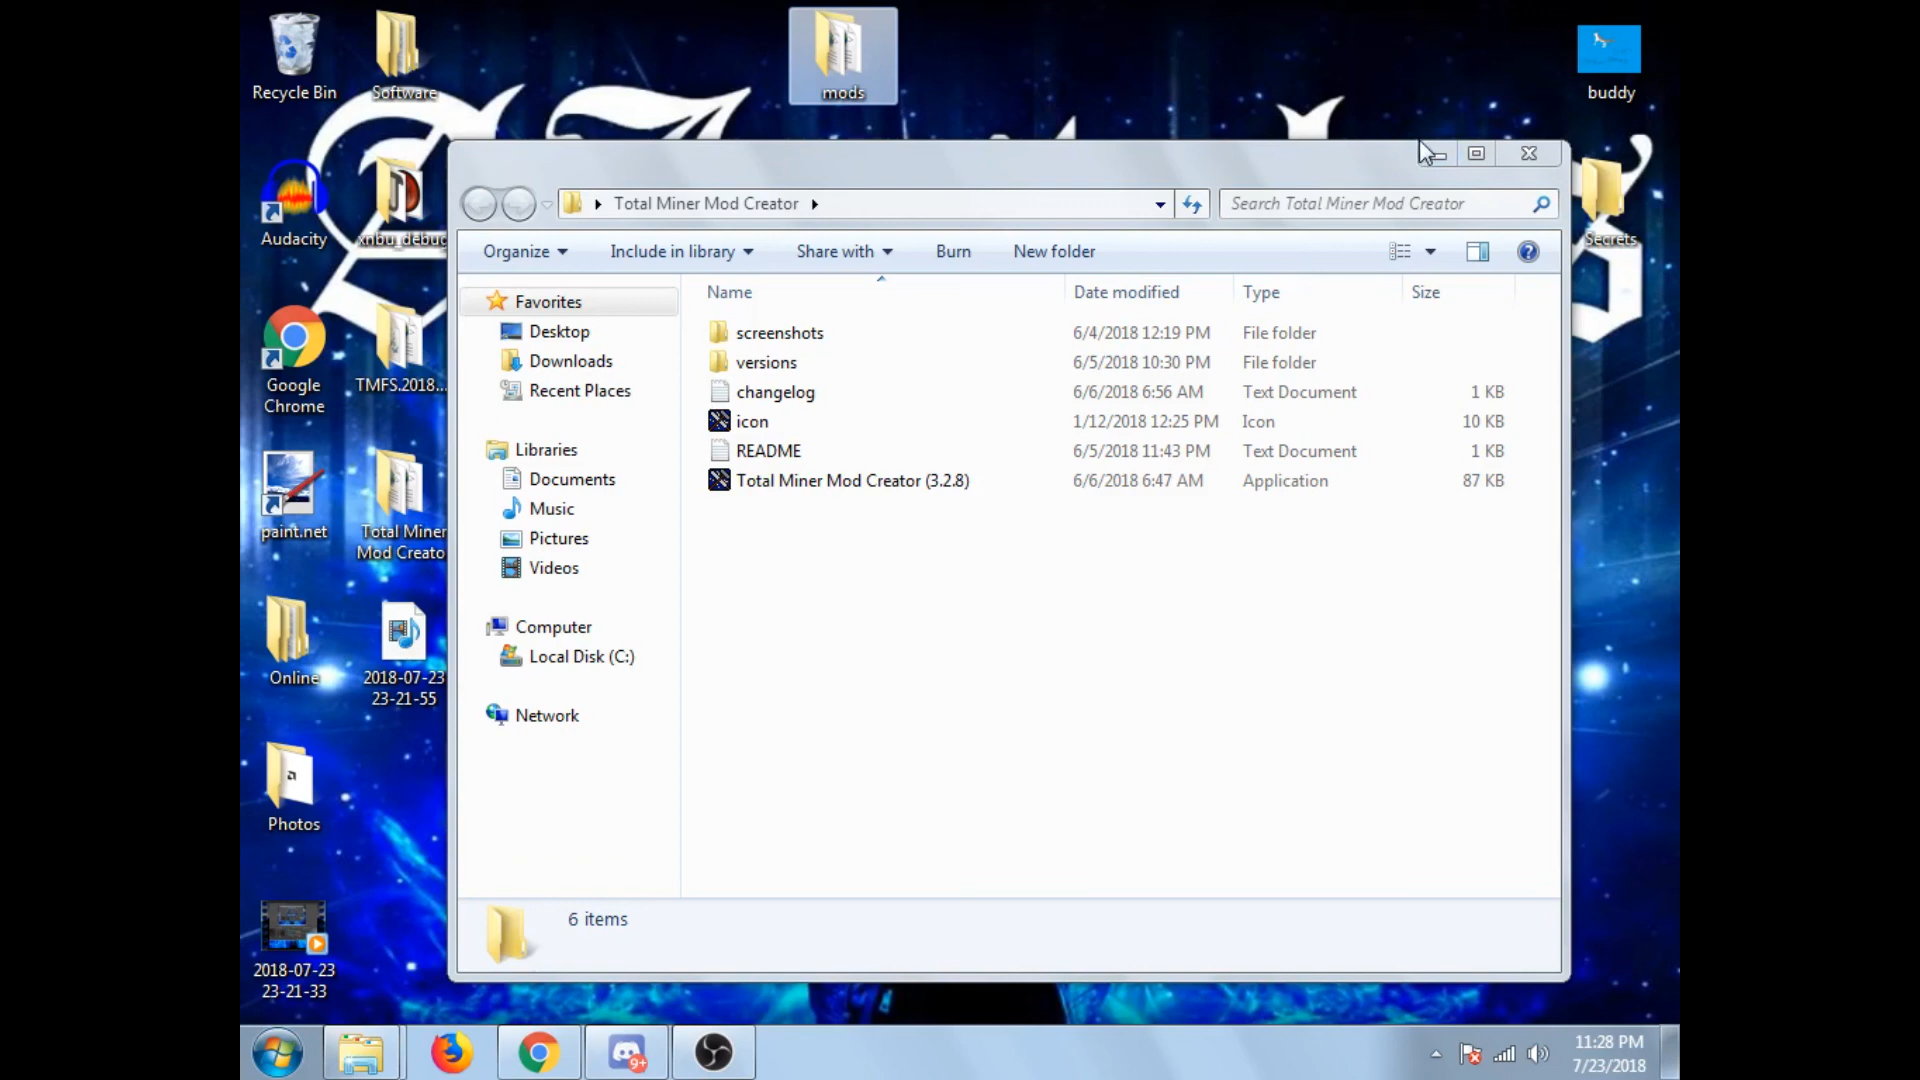 Recycle Bin
Software
mods
buddy
Audacity
xnbu_debug
Secrets
Google
Chrome
TMFS.2018...
paint.net
Total Miner
Mod Creato
Online
2018-07-23
23-21-55
Photos
2018-07-23
23-21-33
Total Miner Mod Creator
Search Total Miner Mod Creator
Organize
Include in library
Share with
Burn
New folder
Favorites
Desktop
Downloads
Recent Places
Libraries
Documents
Music
Pictures
Videos
Computer
Local Disk (C:)
Network
Name Date modified Type Size
screenshots 6/4/2018 12:19 PM File folder
versions 6/5/2018 10:30 PM File folder
changelog 6/6/2018 6:56 AM Text Document 1 KB
icon 1/12/2018 12:25 PM Icon 10 KB
README 6/5/2018 11:43 PM Text Document 1 KB
Total Miner Mod Creator (3.2.8) 6/6/2018 6:47 AM Application 87 KB
6 items
9+
11:28 PM
7/23/2018